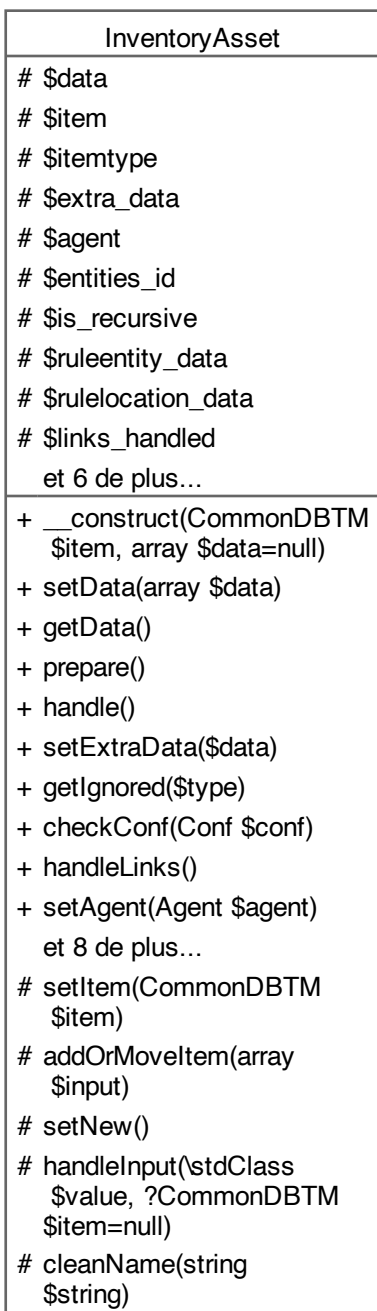 InventoryAsset
# $data
# $item
# $itemtype
# $extra_data
# $agent
# $entities_id
# $is_recursive
# $ruleentity_data
# $rulelocation_data
# $links_handled
et 6 de plus...
+ __construct(CommonDBTM
$item, array $data=null)
+ setData(array $data)
+ getData()
+ prepare()
+ handle()
+ setExtraData($data)
+ getIgnored($type)
+ checkConf(Conf $conf)
+ handleLinks()
+ setAgent(Agent $agent)
et 8 de plus...
# setItem(CommonDBTM
$item)
# addOrMoveItem(array
$input)
# setNew()
# handleInput(\stdClass
$value, ?CommonDBTM
$item=null)
# cleanName(string
$string)